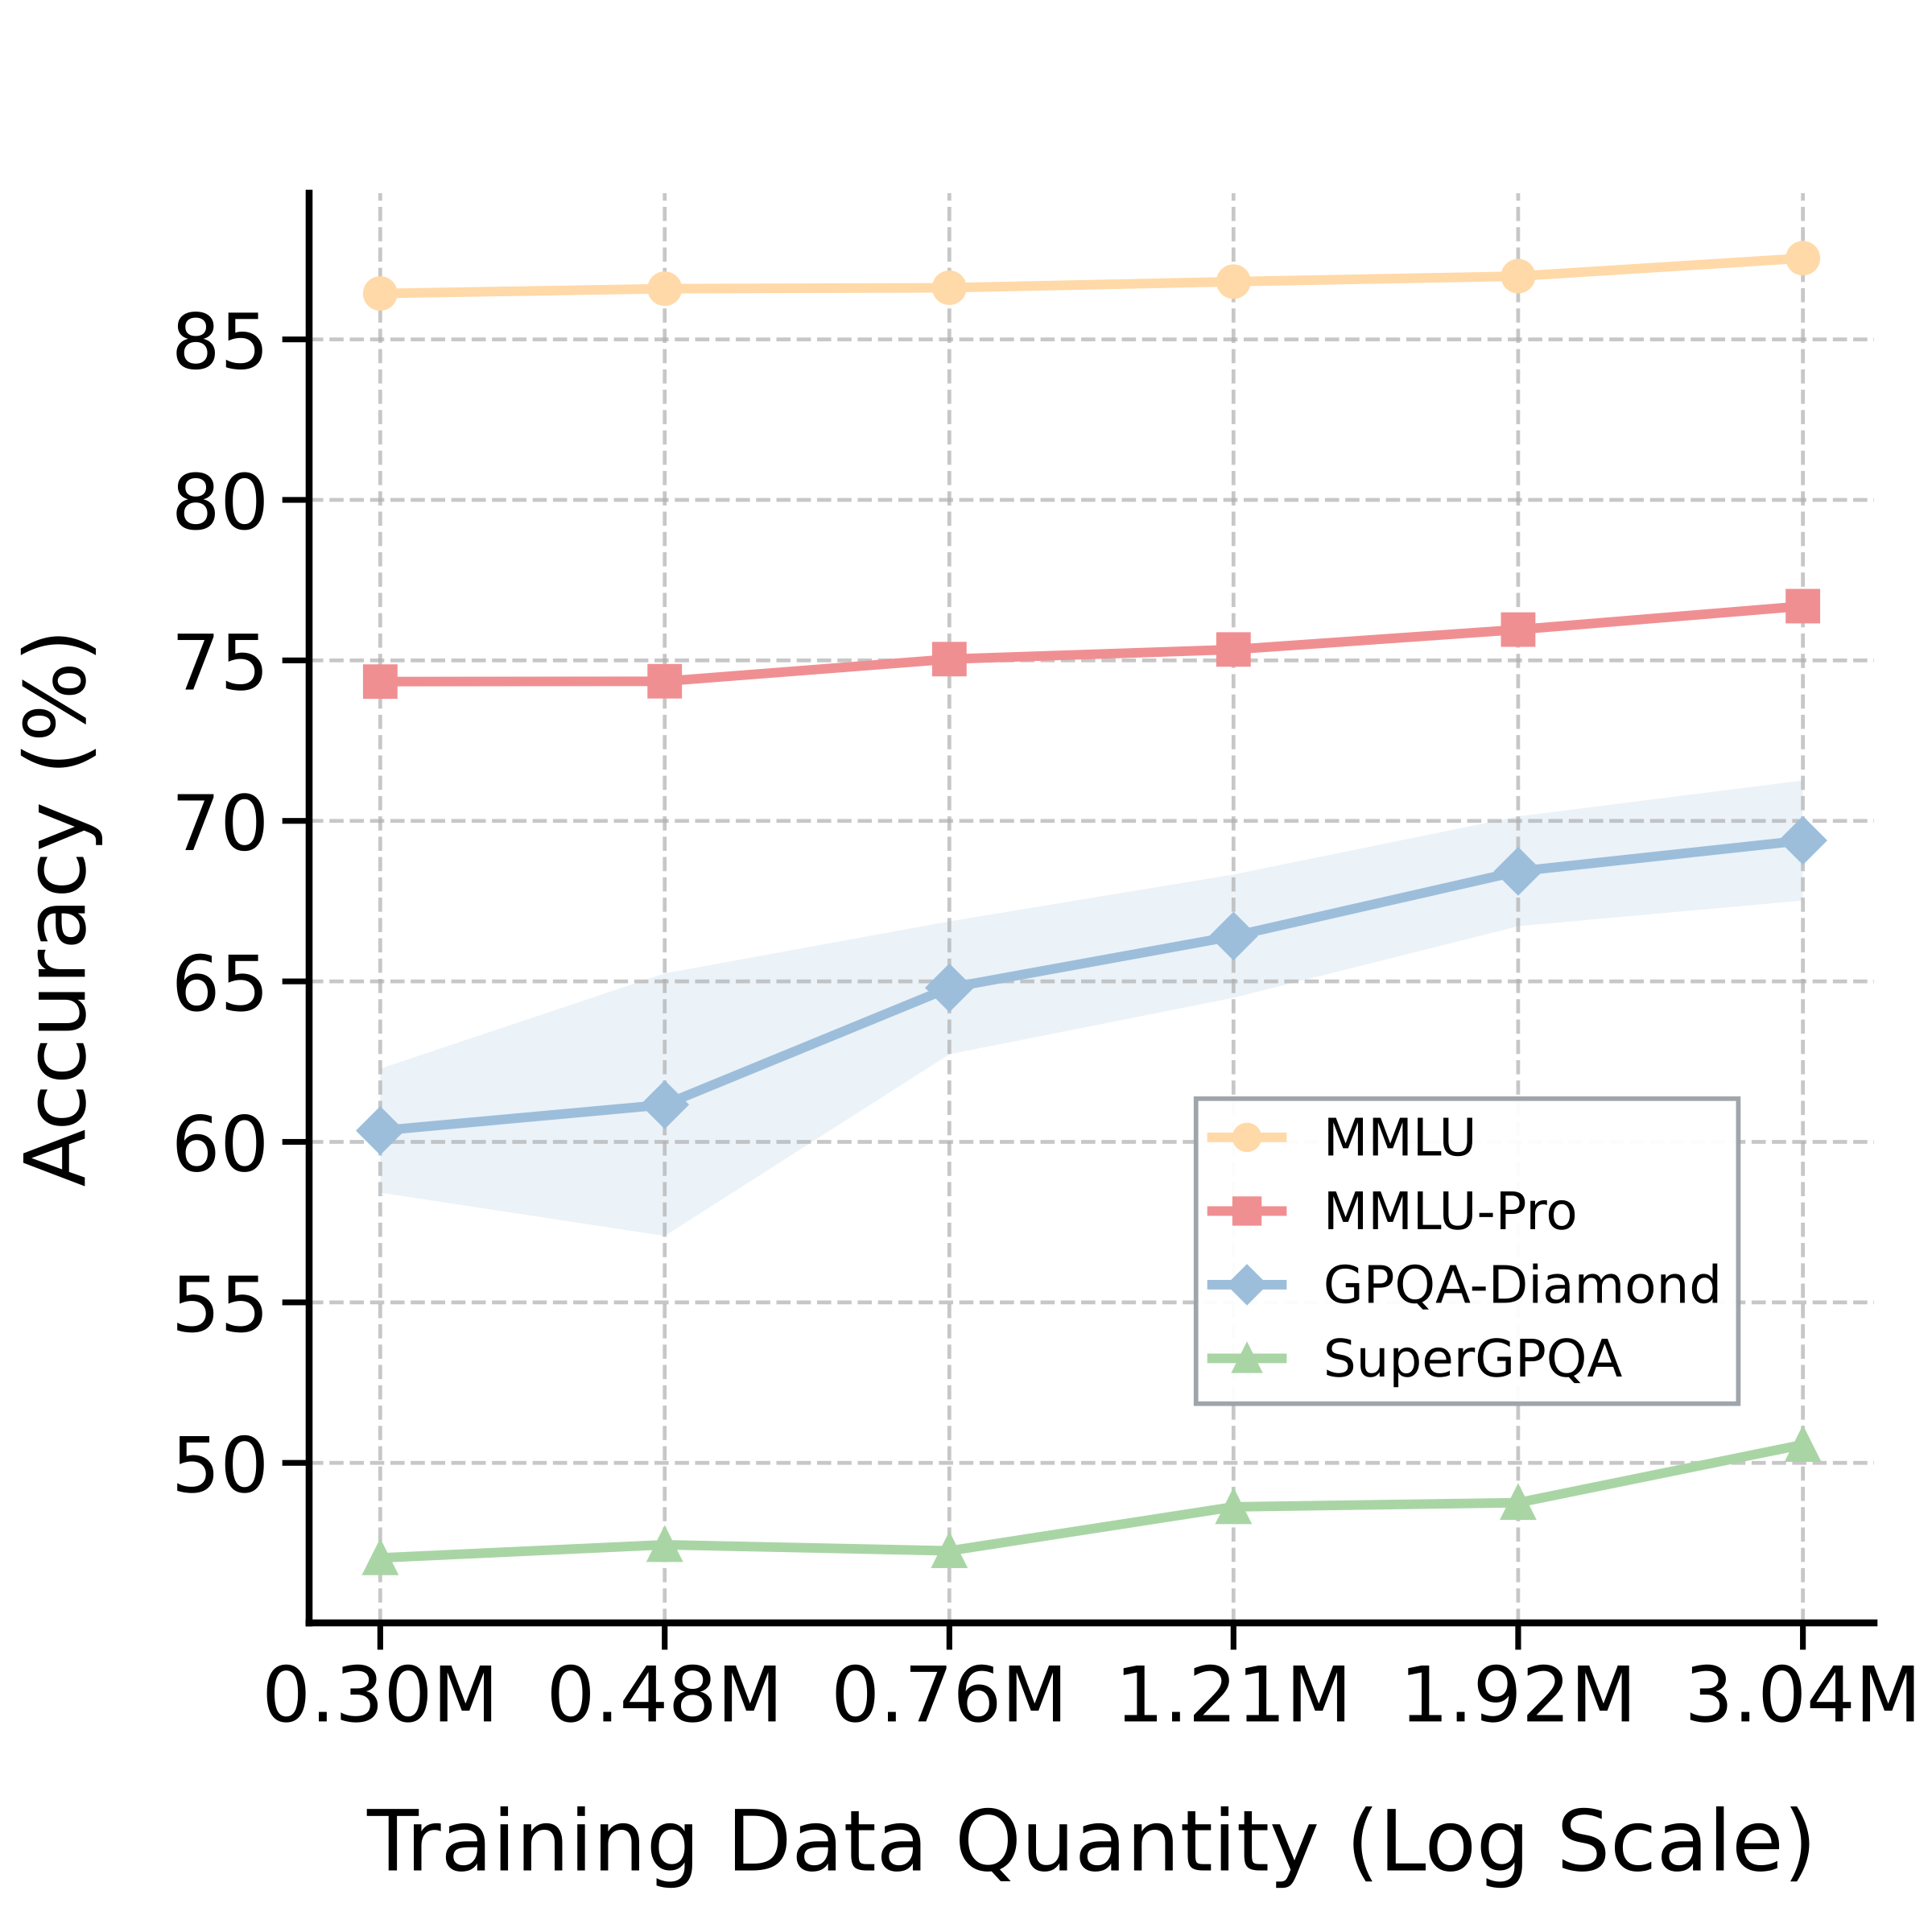 Accuracy (%)
85
80
75
70
65
60
55
50
MMLU
MMLU-Pro
GPQA-Diamond
SuperGPQA
0.30M 0.48M 0.76M 1.21M 1.92M 3.04M
Training Data Quantity (Log Scale)